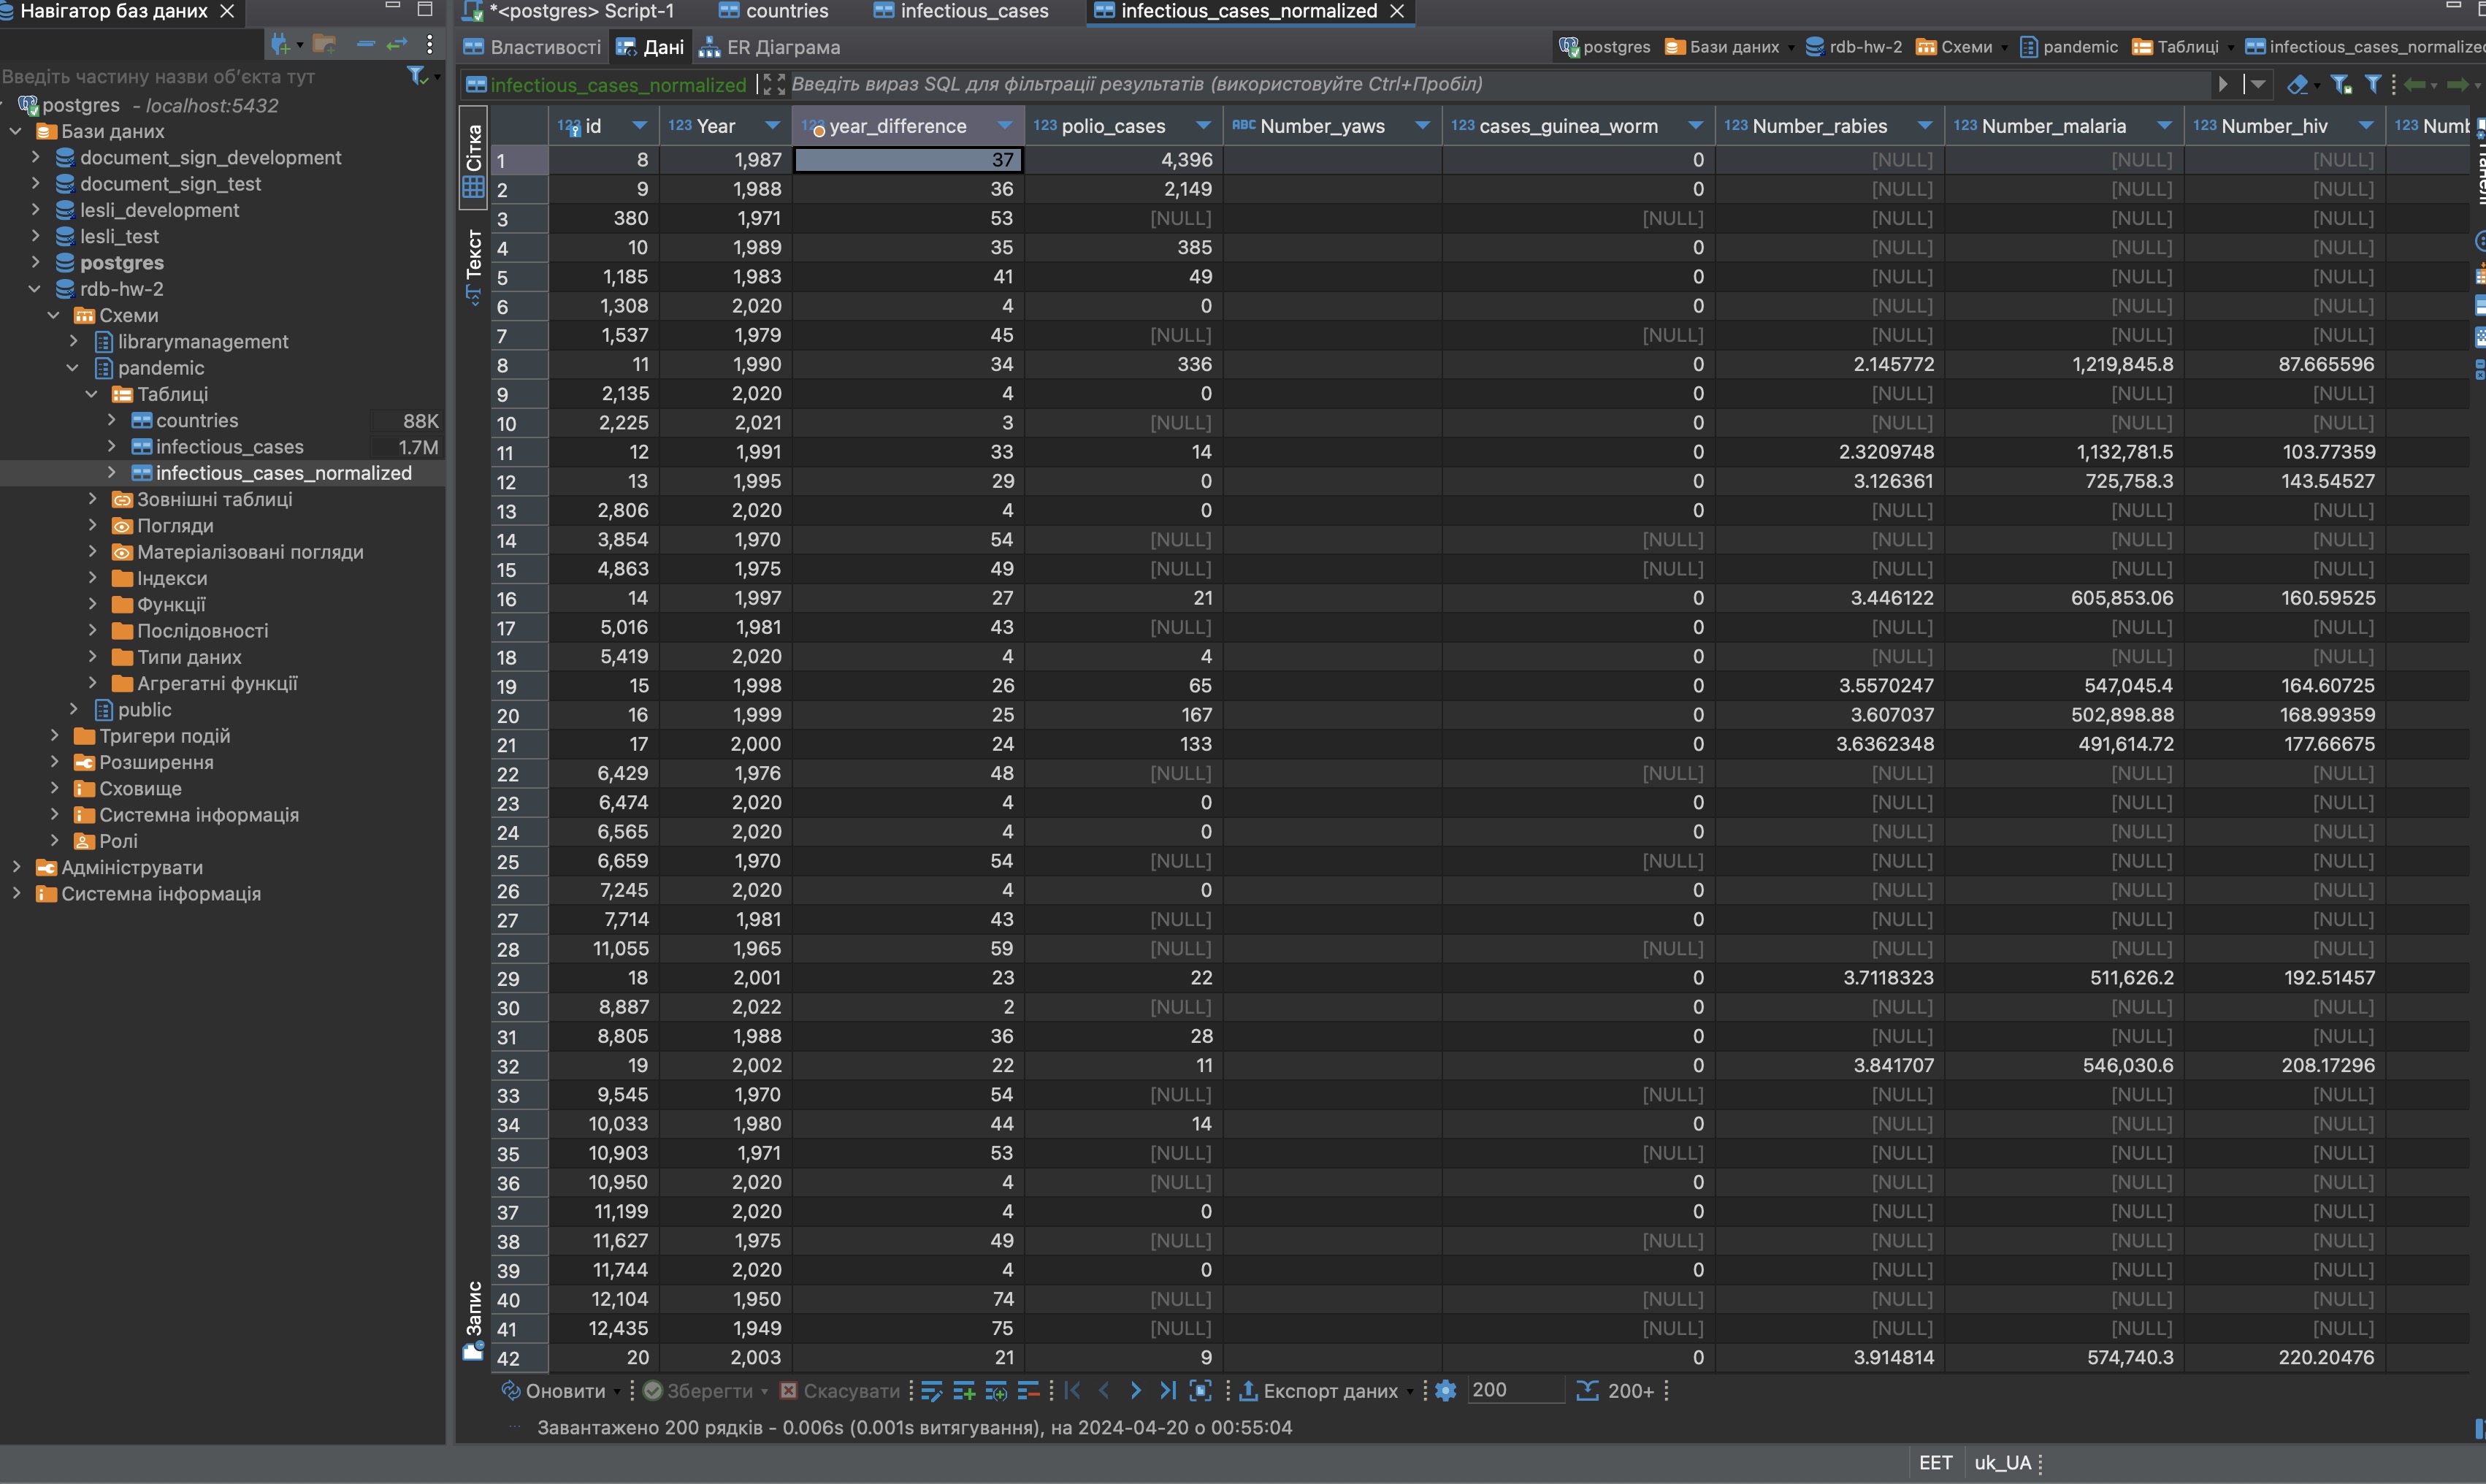 Навігатор баз даних
*<postgres> Script-1 countries infectious_cases infectious_cases_normalized
Властивості Дані ER Діаграма
postgres Бази даних rdb-hw-2 Схеми pandemic Таблиці infectious_cases_normalized
Введіть частину назви об'єкта тут
infectious_cases_normalized Введіть вираз SQL для фільтрації результатів (використовуйте Ctrl+Пробіл)
postgres - localhost:5432
Бази даних
document_sign_development
document_sign_test
lesli_development
lesli_test
postgres
rdb-hw-2
Схеми
librarymanagement
pandemic
Таблиці
countries 88K
infectious_cases 1.7M
infectious_cases_normalized
Зовнішні таблиці
Погляди
Матеріалізовані погляди
Індекси
Функції
Послідовності
Типи даних
Агрегатні функції
public
Тригери подій
Розширення
Сховище
Системна інформація
Ролі
Адмініструвати
Системна інформація
Сітка
Текст
Запис
123 id 123 Year 123 year_difference 123 polio_cases ABC Number_yaws 123 cases_guinea_worm 123 Number_rabies 123 Number_malaria 123 Number_hiv 123
1 8 1,987 37 4,396 0 [NULL] [NULL] [NULL]
2 9 1,988 36 2,149 0 [NULL] [NULL] [NULL]
3 380 1,971 53 [NULL] [NULL] [NULL] [NULL] [NULL]
4 10 1,989 35 385 0 [NULL] [NULL] [NULL]
5 1,185 1,983 41 49 0 [NULL] [NULL] [NULL]
6 1,308 2,020 4 0 0 [NULL] [NULL] [NULL]
7 1,537 1,979 45 [NULL] [NULL] [NULL] [NULL] [NULL]
8 11 1,990 34 336 0 2.145772 1,219,845.8 87.665596
9 2,135 2,020 4 0 0 [NULL] [NULL] [NULL]
10 2,225 2,021 3 [NULL] 0 [NULL] [NULL] [NULL]
11 12 1,991 33 14 0 2.3209748 1,132,781.5 103.77359
12 13 1,995 29 0 0 3.126361 725,758.3 143.54527
13 2,806 2,020 4 0 0 [NULL] [NULL] [NULL]
14 3,854 1,970 54 [NULL] [NULL] [NULL] [NULL] [NULL]
15 4,863 1,975 49 [NULL] [NULL] [NULL] [NULL] [NULL]
16 14 1,997 27 21 0 3.446122 605,853.06 160.59525
17 5,016 1,981 43 [NULL] 0 [NULL] [NULL] [NULL]
18 5,419 2,020 4 4 0 [NULL] [NULL] [NULL]
19 15 1,998 26 65 0 3.5570247 547,045.4 164.60725
20 16 1,999 25 167 0 3.607037 502,898.88 168.99359
21 17 2,000 24 133 0 3.6362348 491,614.72 177.66675
22 6,429 1,976 48 [NULL] [NULL] [NULL] [NULL] [NULL]
23 6,474 2,020 4 0 0 [NULL] [NULL] [NULL]
24 6,565 2,020 4 0 0 [NULL] [NULL] [NULL]
25 6,659 1,970 54 [NULL] [NULL] [NULL] [NULL] [NULL]
26 7,245 2,020 4 0 0 [NULL] [NULL] [NULL]
27 7,714 1,981 43 [NULL] 0 [NULL] [NULL] [NULL]
28 11,055 1,965 59 [NULL] [NULL] [NULL] [NULL] [NULL]
29 18 2,001 23 22 0 3.7118323 511,626.2 192.51457
30 8,887 2,022 2 [NULL] 0 [NULL] [NULL] [NULL]
31 8,805 1,988 36 28 0 [NULL] [NULL] [NULL]
32 19 2,002 22 11 0 3.841707 546,030.6 208.17296
33 9,545 1,970 54 [NULL] [NULL] [NULL] [NULL] [NULL]
34 10,033 1,980 44 14 0 [NULL] [NULL] [NULL]
35 10,903 1,971 53 [NULL] [NULL] [NULL] [NULL] [NULL]
36 10,950 2,020 4 [NULL] 0 [NULL] [NULL] [NULL]
37 11,199 2,020 4 0 0 [NULL] [NULL] [NULL]
38 11,627 1,975 49 [NULL] [NULL] [NULL] [NULL] [NULL]
39 11,744 2,020 4 0 0 [NULL] [NULL] [NULL]
40 12,104 1,950 74 [NULL] [NULL] [NULL] [NULL] [NULL]
41 12,435 1,949 75 [NULL] [NULL] [NULL] [NULL] [NULL]
42 20 2,003 21 9 0 3.914814 574,740.3 220.20476
Оновити Зберегти Скасувати Експорт даних 200 200+
Завантажено 200 рядків - 0.006s (0.001s витягування), на 2024-04-20 о 00:55:04
EET uk_UA